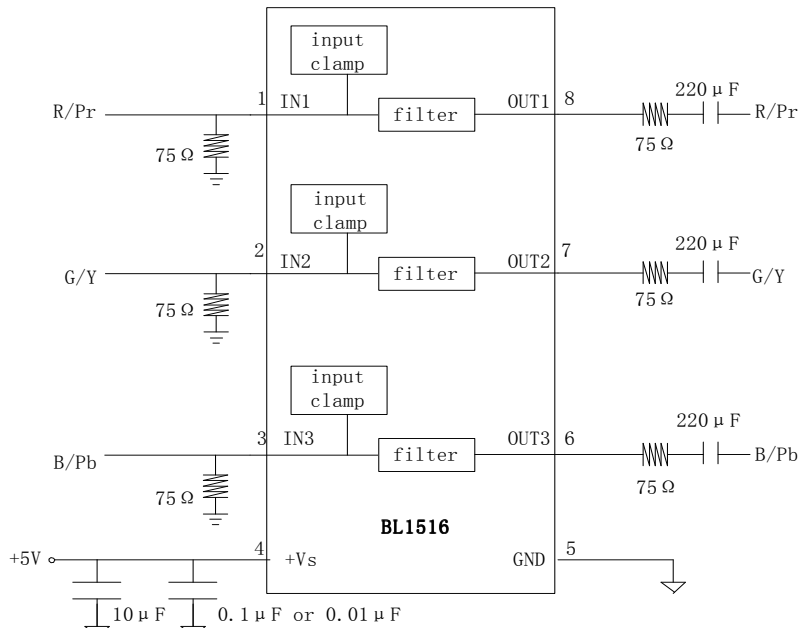 input
clamp
220μF
1 IN1 OUT1 8
R/Pr filter R/Pr
75Ω 75Ω
input
clamp
220μF
2 IN2 OUT2 7
G/Y filter G/Y
75Ω 75Ω
input
clamp
220μF
3 IN3 OUT3 6
B/Pb filter B/Pb
75Ω 75Ω
BL1516
+5V 4 +Vs GND 5
10μF 0.1μF or 0.01μF